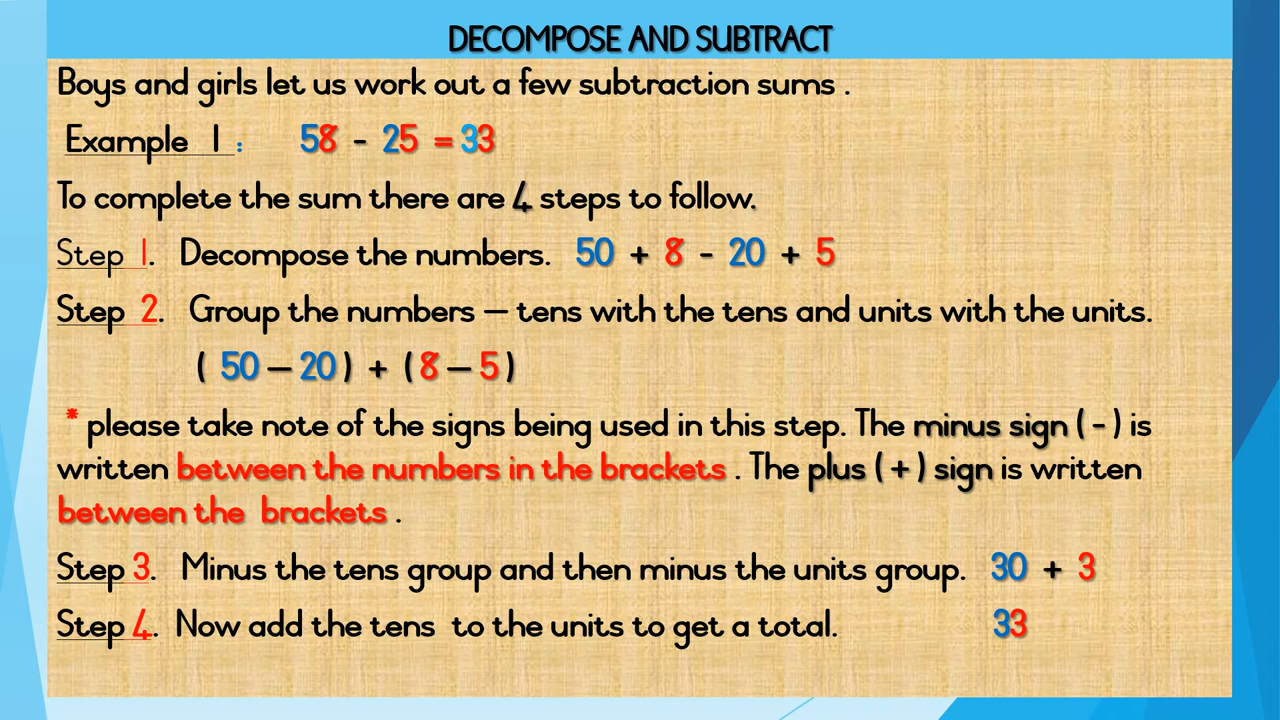 DECOMPOSE AND SUBTRACT
Boys and girls let us work out a few subtraction sums .
Example 1 : 58 - 25 = 33
To complete the sum there are 4 steps to follow.
Step 1. Decompose the numbers. 50 + 8 - 20 + 5
Step 2. Group the numbers – tens with the tens and units with the units.
( 50 – 20 ) + ( 8 – 5 )
* please take note of the signs being used in this step. The minus sign ( - ) is
written between the numbers in the brackets . The plus ( + ) sign is written
between the brackets .
Step 3. Minus the tens group and then minus the units group. 30 + 3
Step 4. Now add the tens to the units to get a total. 33